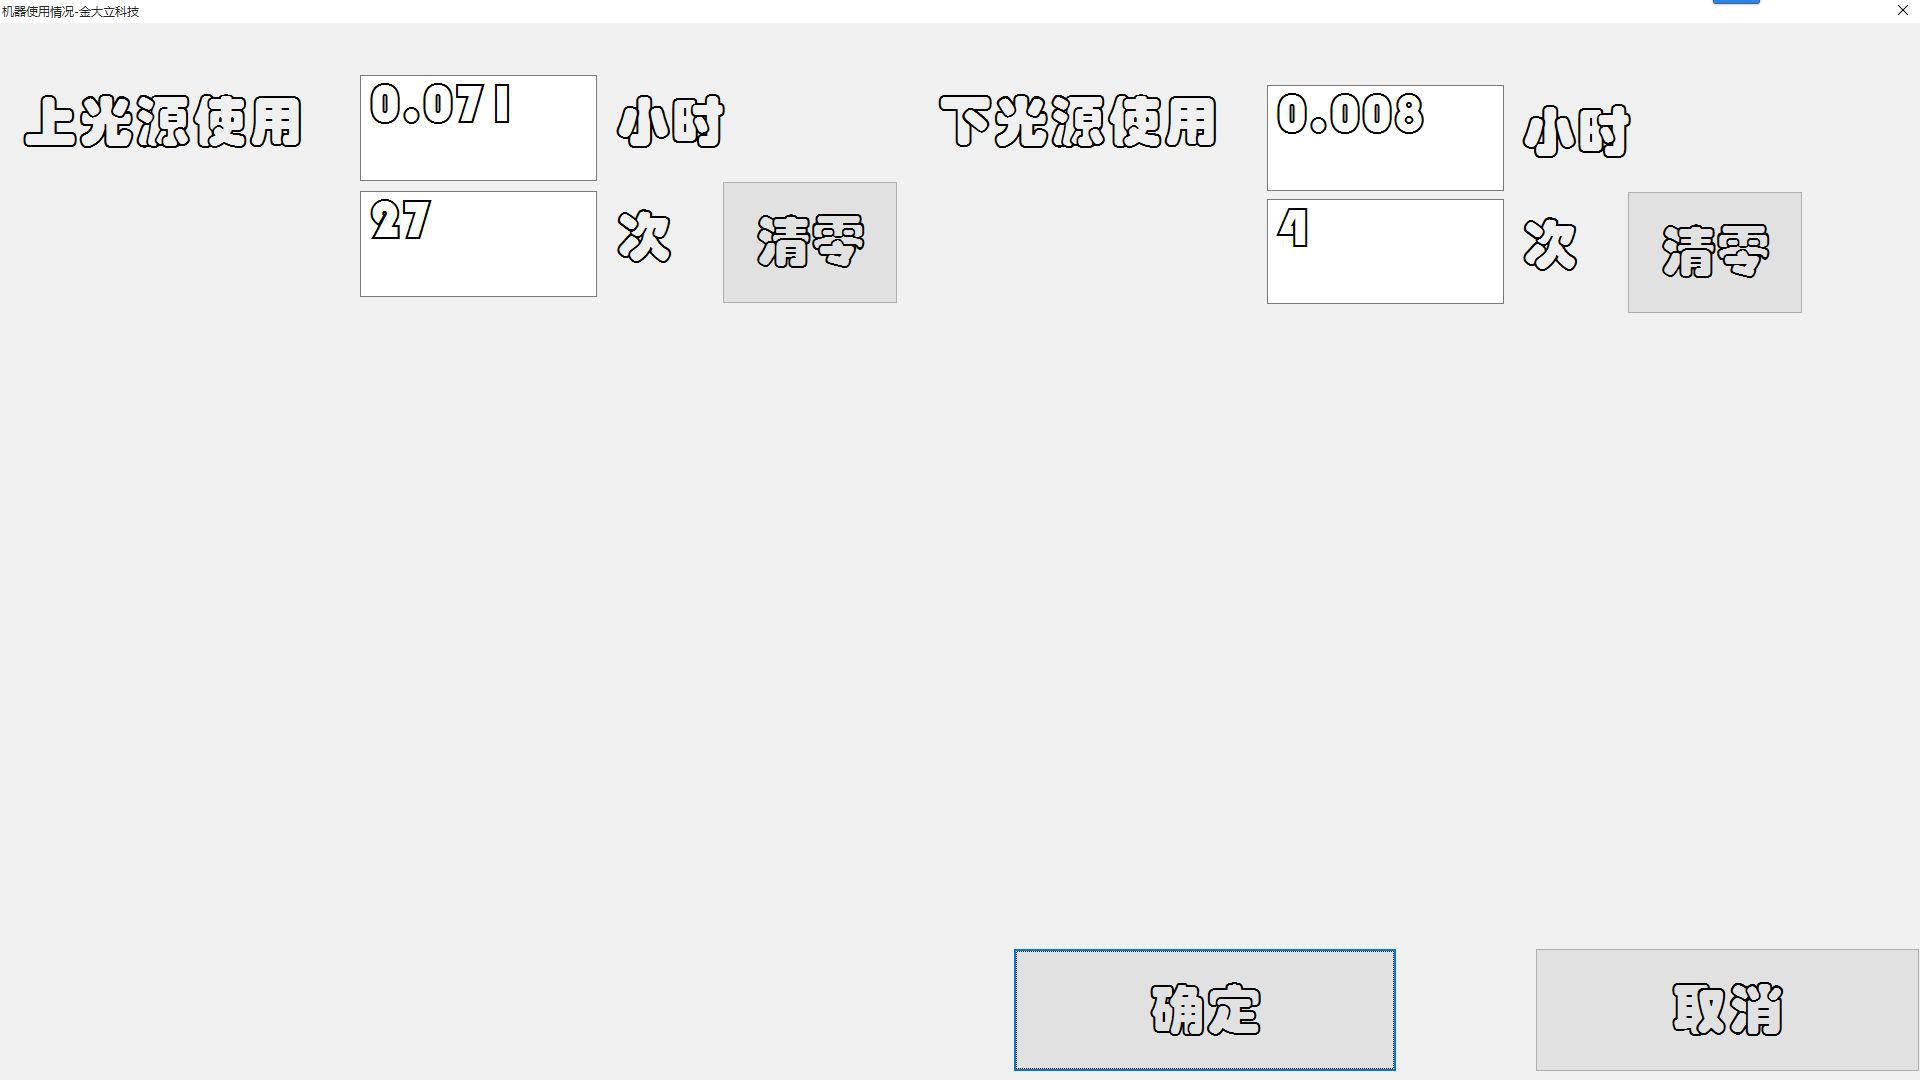 机器使用情况-金大立科技
上光源使用 0.071 小时 下光源使用 0.008 小时
27 次 清零 4 次 清零
确定 取消